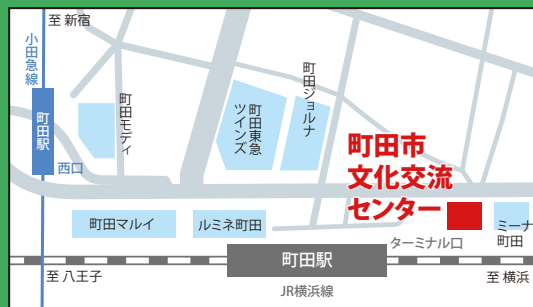 至 新宿
小田急線
町田駅
西口
町田モディ
町田東急
ツインズ
町田ジョルナ
町田市
文化交流
センター
町田マルイ
ルミネ町田
ミーナ
町田
ターミナル口
町田駅
至 八王子
至 横浜
JR横浜線